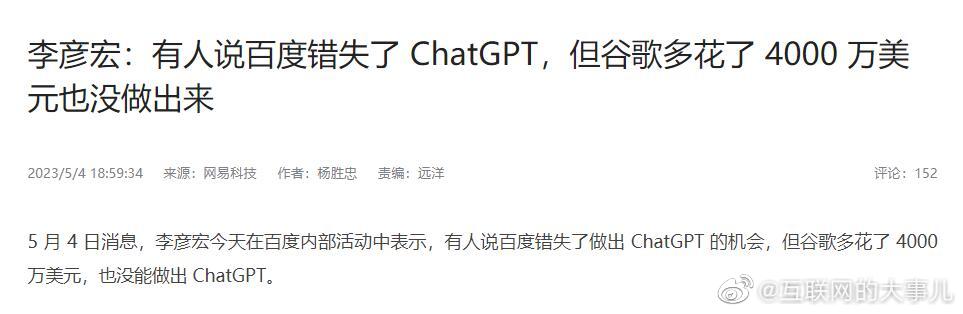 李彦宏：有人说百度错失了 ChatGPT，但谷歌多花了 4000 万美
元也没做出来
2023/5/4 18:59:34 来源：网易科技 作者：杨胜忠 责编：远洋 评论：152
5 月 4 日消息，李彦宏今天在百度内部活动中表示，有人说百度错失了做出 ChatGPT 的机会，但谷歌多花了 4000
万美元，也没能做出 ChatGPT。
@互联网的大事儿